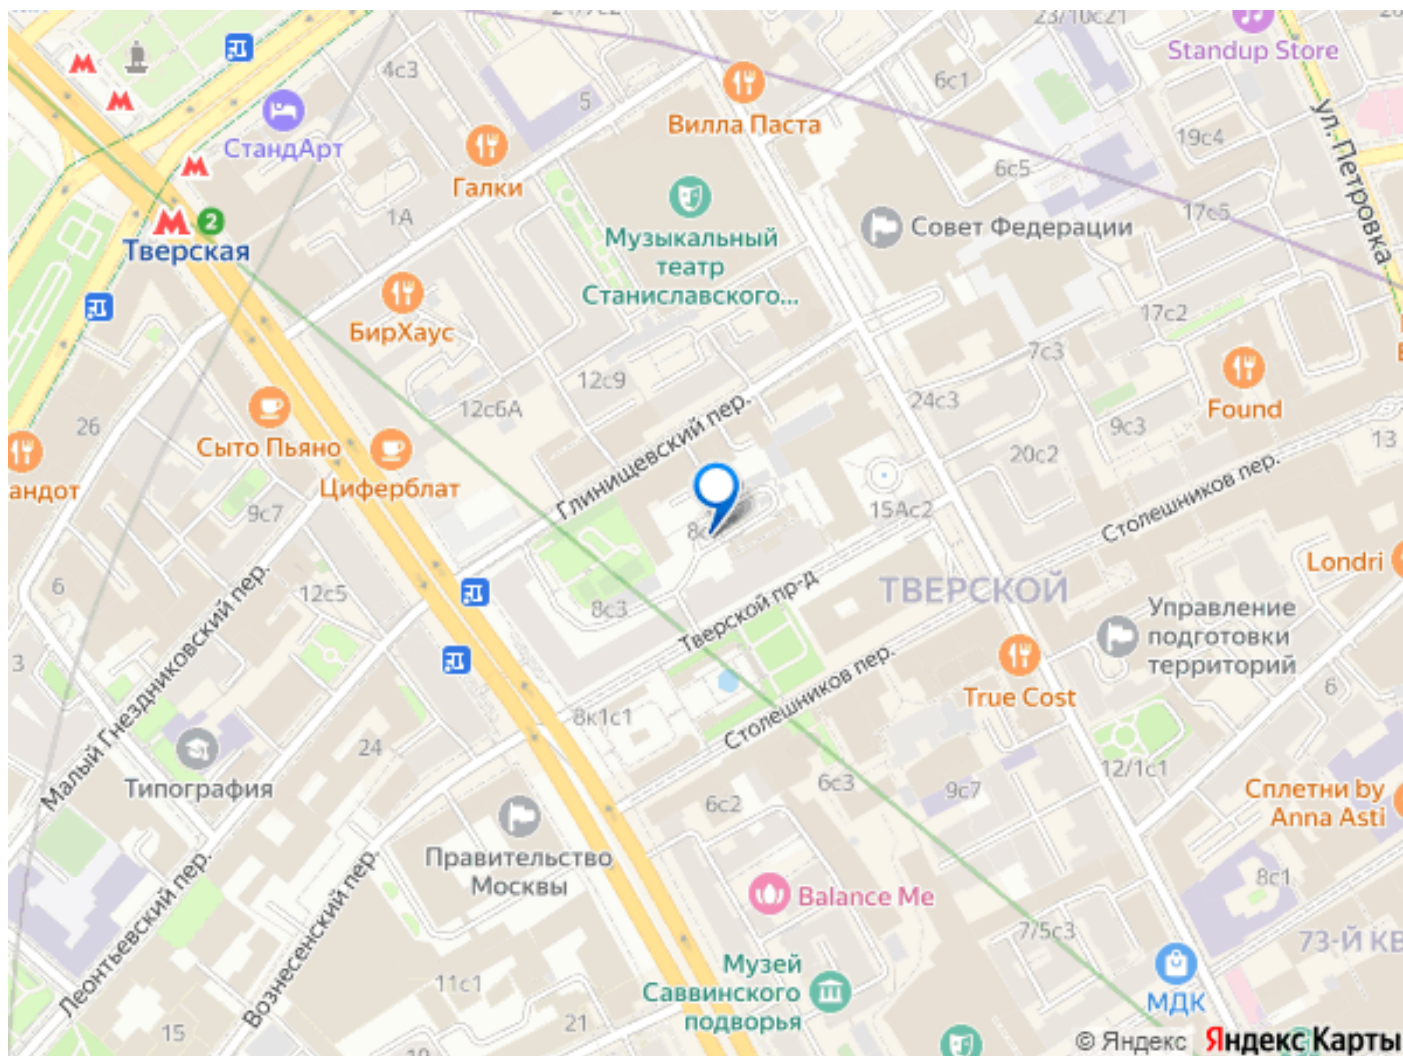 23/10с21
Standup Store
4с3
6с1
5
Вилла Паста
ул. Петровка
19с4
СтандАрт
Галки
6с5
1А
17с5
2
Тверская
Музыкальный
театр
Станиславского...
Совет Федерации
БирХаус
17с2
7с3
12с9
12с6А
24с3
Found
26
9с3
13
Сыто Пьяно
Циферблат
Глинищевский пер.
20с2
андот
9с7
15Ас2
Столешников пер.
8с
Londri
6
12с5
8с3
Тверской пр-д
ТВЕРСКОЙ
Управление
подготовки
территорий
3
Малый Гнездниковский пер.
Столешников пер.
True Cost
6
8к1с1
24
Типография
12/1с1
6с3
9с7
6с2
Сплетни by
Anna Asti
Правительство
Москвы
Леонтьевский пер.
Вознесенский пер.
Balance Me
8с1
7/5с3
73-Й КВ
Музей
Саввинского
подворья
11с1
МДК
15
21
© Яндекс Яндекс Карты